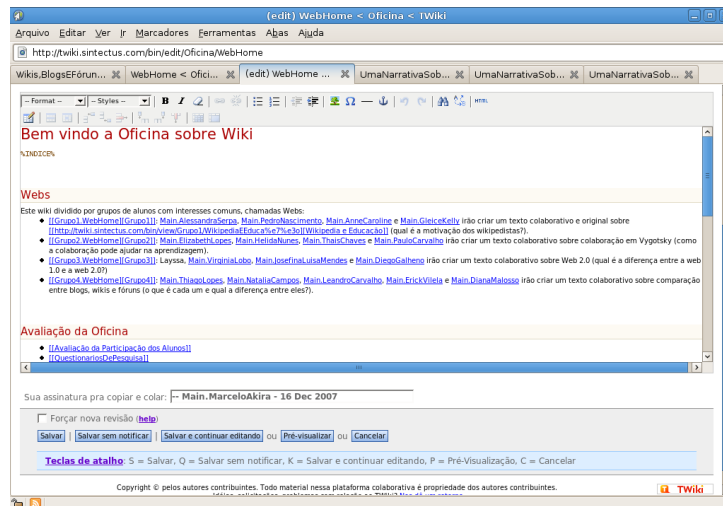 (edit) WebHome < Oficina < TWiki
Arquivo Editar Ver Ir Marcadores Ferramentas Abas Ajuda
http://twiki.sintectus.com/bin/edit/Oficina/WebHome
Wikis,BlogsEFórun... WebHome < Ofici... (edit) WebHome ... UmaNarrativaSob... UmaNarrativaSob... UmaNarrativaSob...
-- Format -- -- Styles -- B I HTML
Bem vindo a Oficina sobre Wiki
%INDICE%
Webs
Este wiki dividido por grupos de alunos com interesses comuns, chamadas Webs:
[[Grupo1.WebHome][Grupo1]]: Main.AlessandraSerpa, Main.PedroNascimento, Main.AnneCaroline e Main.GleiceKelly irão criar um texto colaborativo e original sobre
[[http://twiki.sintectus.com/bin/view/Grupo1/WikipediaEEduca%e7%e3o][Wikipedia e Educação]] (qual é a motivação dos wikipedistas?).
[[Grupo2.WebHome][Grupo2]]: Main.ElizabethLopes, Main.HelidaNunes, Main.ThaisChaves e Main.PauloCarvalho irão criar um texto colaborativo sobre colaboração em Vygotsky (como
a colaboração pode ajudar na aprendizagem).
[[Grupo3.WebHome][Grupo3]]: Layssa, Main.VirginiaLobo, Main.JosefinaLuisaMendes e Main.DiegoGalheno irão criar um texto colaborativo sobre Web 2.0 (qual é a diferença entre a web
1.0 e a web 2.0?)
[[Grupo4.WebHome][Grupo4]]: Main.ThiagoLopes, Main.NataliaCampos, Main.LeandroCarvalho, Main.ErickVilela e Main.DianaMalosso irão criar um texto colaborativo sobre comparação
entre blogs, wikis e fóruns (o que é cada um e qual a diferença entre eles?).
Avaliação da Oficina
[[Avaliação da Participação dos Alunos]]
[[QuestionariosDePesquisa]]
Sua assinatura pra copiar e colar: -- Main.MarceloAkira - 16 Dec 2007
Forçar nova revisão (help)
Salvar | Salvar sem notificar | Salvar e continuar editando ou Pré-visualizar ou Cancelar
Teclas de atalho: S = Salvar, Q = Salvar sem notificar, K = Salvar e continuar editando, P = Pré-Visualização, C = Cancelar
Copyright © pelos autores contribuintes. Todo material nessa plataforma colaborativa é propriedade dos autores contribuintes.
TWiki